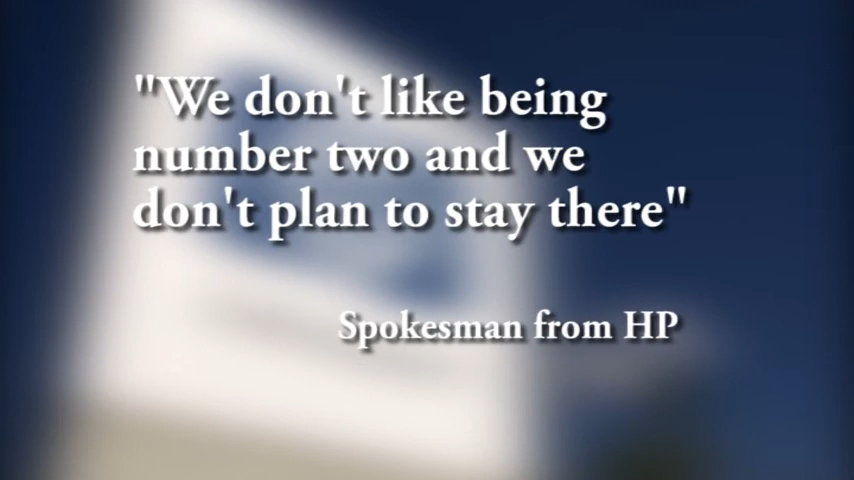 "We don't like being
number two and we
don't plan to stay there"
Spokesman from HP